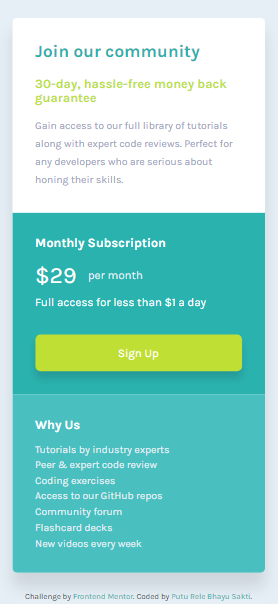 Join our community
30-day, hassle-free money back
guarantee
Gain access to our full library of tutorials
along with expert code reviews. Perfect for
any developers who are serious about
honing their skills.
Monthly Subscription
$29 per month
Full access for less than $1 a day
Sign Up
Why Us
Tutorials by industry experts
Peer & expert code review
Coding exercises
Access to our GitHub repos
Community forum
Flashcard decks
New videos every week
Challenge by Frontend Mentor. Coded by Putu Rele Bhayu Sakti.